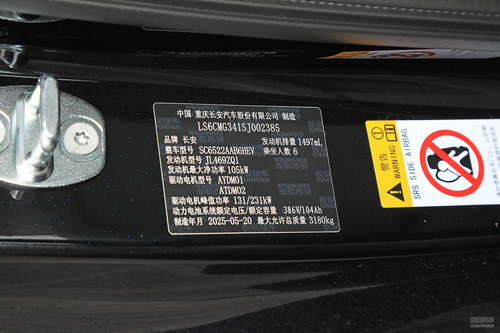 中国 重庆长安汽车股份有限公司 制造
LS6CMG341SJ002385
品牌 长安 发动机排量 1497mL
整车型号 SC6522AAB6HEV 乘坐人数 6
发动机型号 JL469ZQ1
发动机最大净功率 105kW
驱动电机型号 AYDM01
ATDM02
驱动电机峰值功率 131/231kW
动力电池系统额定电压/额定容量 386V/104Ah
制造年月 2025-05-20 最大允许总质量 3180kg
警告
WARNING
SRS SIDE AIRBAG